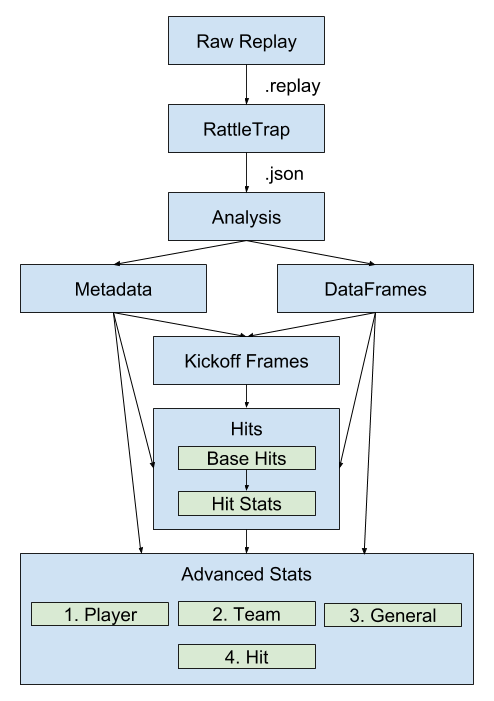 Raw Replay
.replay
RattleTrap
.json
Analysis
Metadata
DataFrames
Kickoff Frames
Hits
Base Hits
Hit Stats
Advanced Stats
1. Player
2. Team
3. General
4. Hit